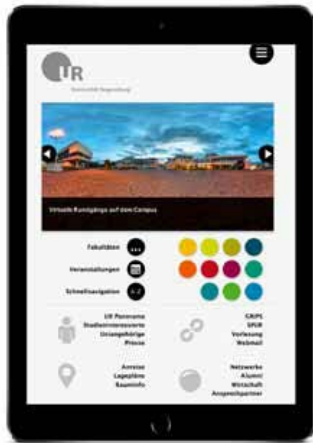 UR
Universität Regensburg
Virtuelle Rundgänge auf dem Campus
Fakultäten
Veranstaltungen
Schnellnavigation
A-Z
UR Panorama
Studieninteressierte
Uniangehörige
Presse
GRIPS
SPUR
Vorlesung
Webmail
Anreise
Lagepläne
Rauminfo
Netzwerke
Alumni
Wirtschaft
Ansprechpartner